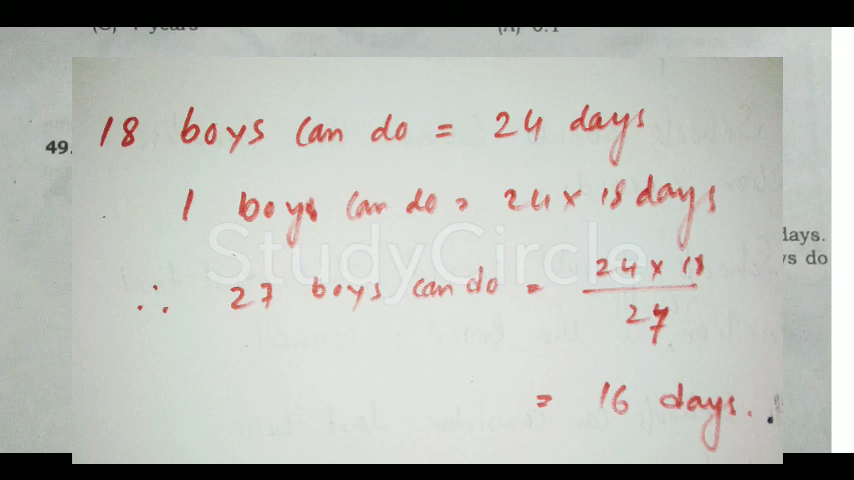 49.
18 boys can do = 24 days
1 boys can do = 24 × 18 days
StudyCircle
∴ 27 boys can do = 24 × 18
27
= 16 days.
days.
do